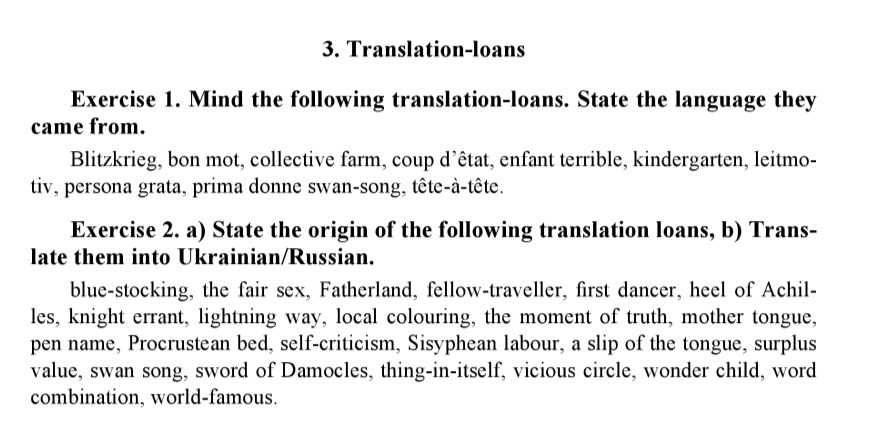 3. Translation-loans
Exercise 1. Mind the following translation-loans. State the language they
came from.
Blitzkrieg, bon mot, collective farm, coup d’êtat, enfant terrible, kindergarten, leitmo-
tiv, persona grata, prima donne swan-song, tête-à-tête.
Exercise 2. a) State the origin of the following translation loans, b) Trans-
late them into Ukrainian/Russian.
blue-stocking, the fair sex, Fatherland, fellow-traveller, first dancer, heel of Achil-
les, knight errant, lightning way, local colouring, the moment of truth, mother tongue,
pen name, Procrustean bed, self-criticism, Sisyphean labour, a slip of the tongue, surplus
value, swan song, sword of Damocles, thing-in-itself, vicious circle, wonder child, word
combination, world-famous.